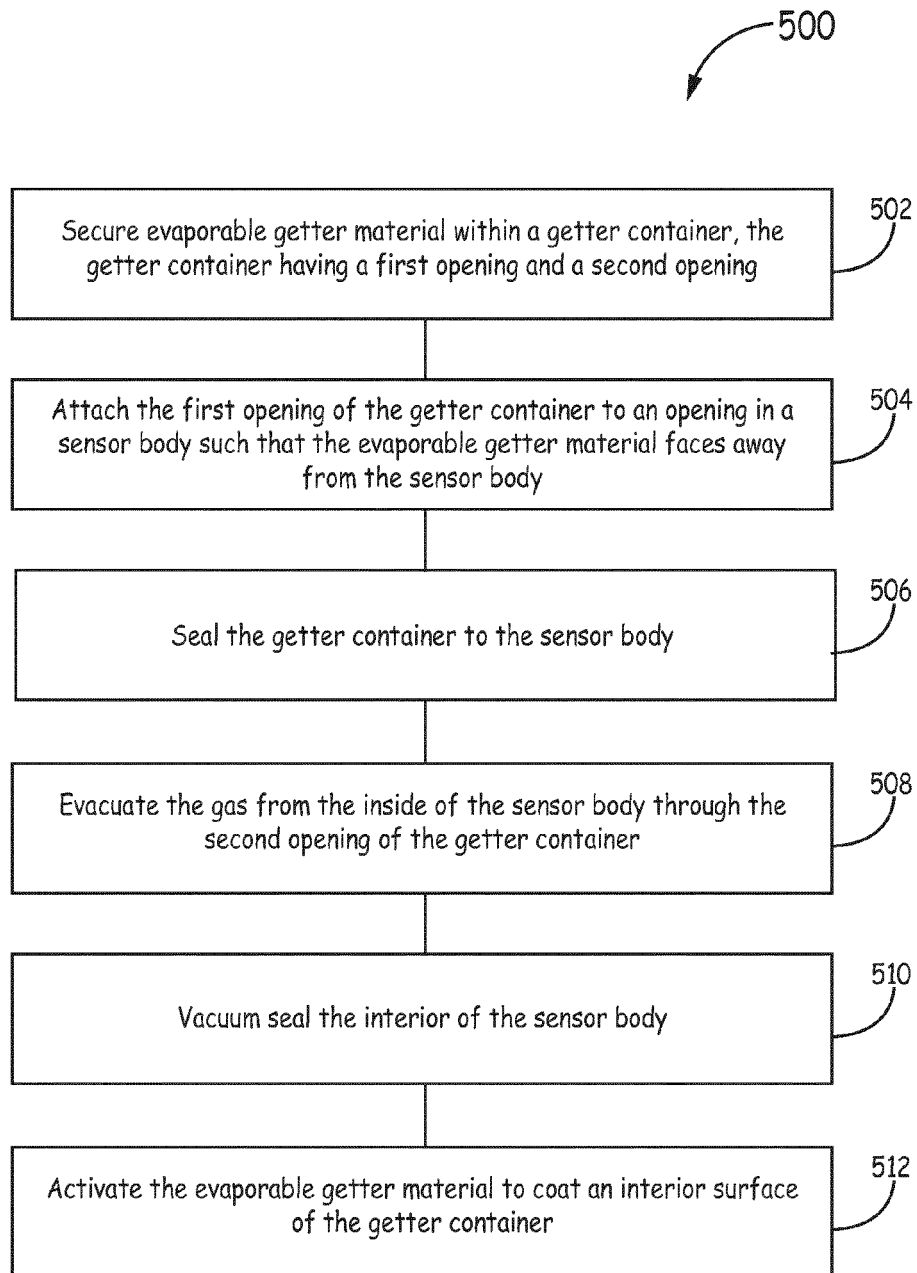 500
Secure evaporable getter material within a getter container, the
getter container having a first opening and a second opening
502
Attach the first opening of the getter container to an opening in a
sensor body such that the evaporable getter material faces away
from the sensor body
504
Seal the getter container to the sensor body
506
Evacuate the gas from the inside of the sensor body through the
second opening of the getter container
508
Vacuum seal the interior of the sensor body
510
Activate the evaporable getter material to coat an interior surface
of the getter container
512